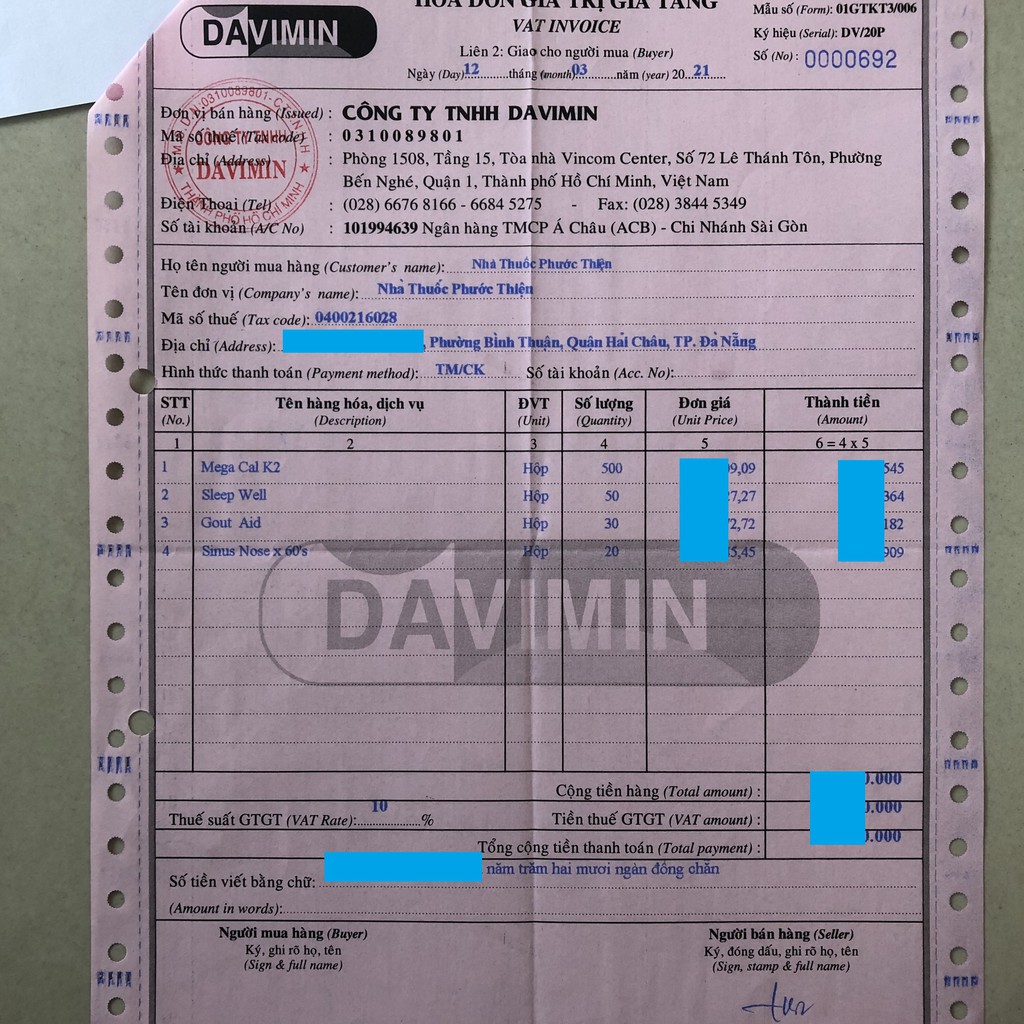 DAVIMIN
HÓA ĐƠN GIÁ TRỊ GIA TĂNG
VAT INVOICE
Liên 2: Giao cho người mua (Buyer)
Ngày (Day) 12 tháng (month) 03 năm (year) 20 21
Mẫu số (Form): 01GTKT3/006
Ký hiệu (Serial): DV/20P
Số (No) : 0000692
Đơn vị bán hàng (Issued) : CÔNG TY TNHH DAVIMIN
Mã số thuế (Tax code) : 0310089801
Địa chỉ (Address) : Phòng 1508, Tầng 15, Tòa nhà Vincom Center, Số 72 Lê Thánh Tôn, Phường
Bến Nghé, Quận 1, Thành phố Hồ Chí Minh, Việt Nam
Điện Thoại (Tel) : (028) 6676 8166 - 6684 5275 - Fax: (028) 3844 5349
Số tài khoản (A/C No) : 101994639 Ngân hàng TMCP Á Châu (ACB) - Chi Nhánh Sài Gòn
CÔNG TY TNHH
DAVIMIN
THÀNH PHỐ HỒ CHÍ MINH
Họ tên người mua hàng (Customer's name): Nhà Thuốc Phước Thiện
Tên đơn vị (Company's name): Nhà Thuốc Phước Thiện
Mã số thuế (Tax code): 0400216028
Địa chỉ (Address): , Phường Bình Thuân, Quận Hải Châu, TP. Đà Nẵng
Hình thức thanh toán (Payment method): TM/CK Số tài khoản (Acc. No):
STT Tên hàng hóa, dịch vụ ĐVT Số lượng Đơn giá Thành tiền
(No.) (Description) (Unit) (Quantity) (Unit Price) (Amount)
1 2 3 4 5 6 = 4 x 5
1 Mega Cal K2 Hộp 500 9,09 545
2 Sleep Well Hộp 50 7,27 364
3 Gout Aid Hộp 30 2,72 182
4 Sinus Nose x 60's Hộp 20 5,45 909
DAVIMIN
Cộng tiền hàng (Total amount) : 0.000
Thuế suất GTGT (VAT Rate): 10 % Tiền thuế GTGT (VAT amount) : 0.000
Tổng cộng tiền thanh toán (Total payment) : 0.000
Số tiền viết bằng chữ: năm trăm hai mươi ngàn đồng chẵn
(Amount in words):
Người mua hàng (Buyer) Người bán hàng (Seller)
Ký, ghi rõ họ, tên Ký, đóng dấu, ghi rõ họ, tên
(Sign & full name) (Sign, stamp & full name)